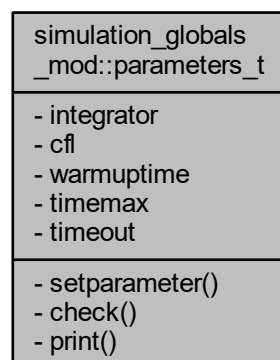 simulation_globals
_mod::parameters_t
- integrator
- cfl
- warmuptime
- timemax
- timeout
- setparameter()
- check()
- print()